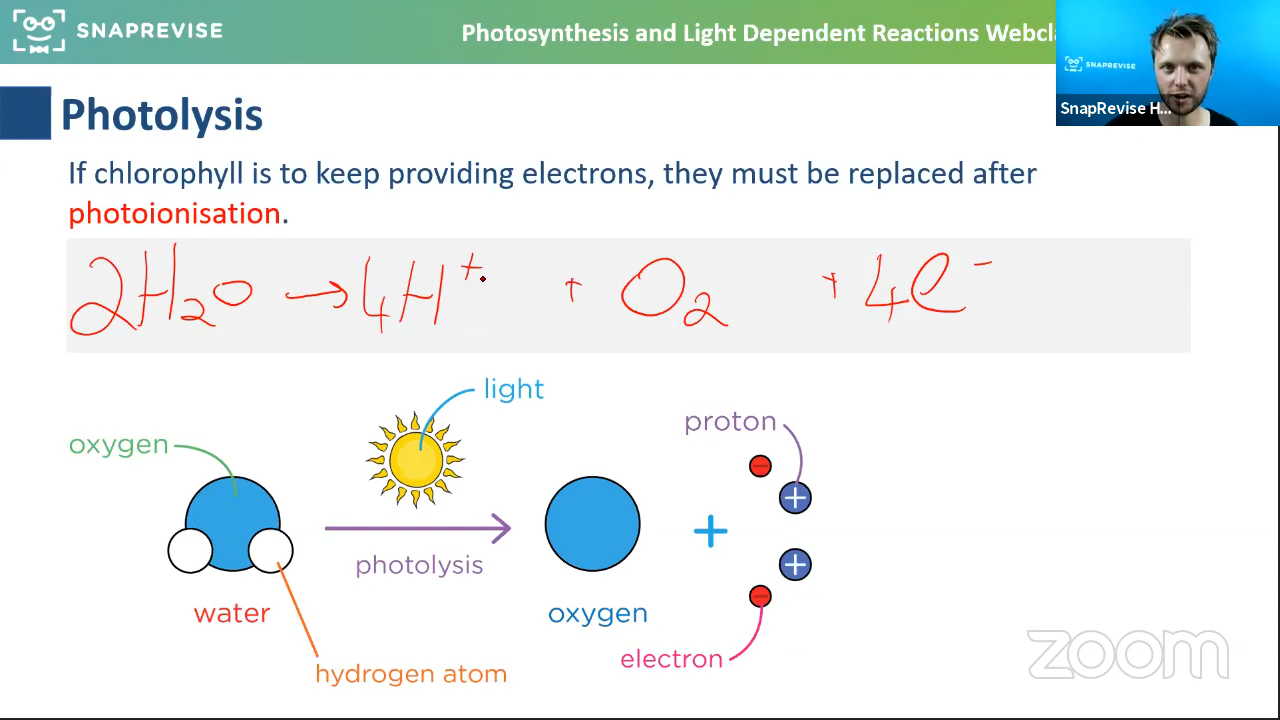 SNAPREVISE
Photosynthesis and Light Dependent Reactions Webcla
SNAPREVISE
SnapRevise H...
Photolysis
If chlorophyll is to keep providing electrons, they must be replaced after
photoionisation.
2H₂O → 4H⁺ + O₂ + 4e⁻
light
proton
oxygen
photolysis
water
oxygen
electron
hydrogen atom
zoom